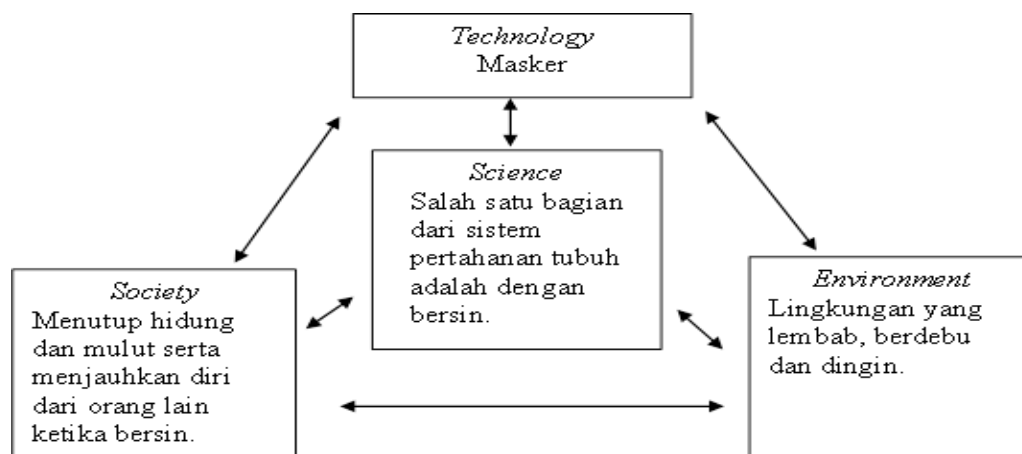 Technology
Masker
Science
Salah satu bagian
dari sistem
pertahanan tubuh
adalah dengan
bersin.
Society
Menutup hidung
dan mulut serta
menjauhkan diri
dari orang lain
ketika bersin.
Environment
Lingkungan yang
lembab, berdebu
dan dingin.